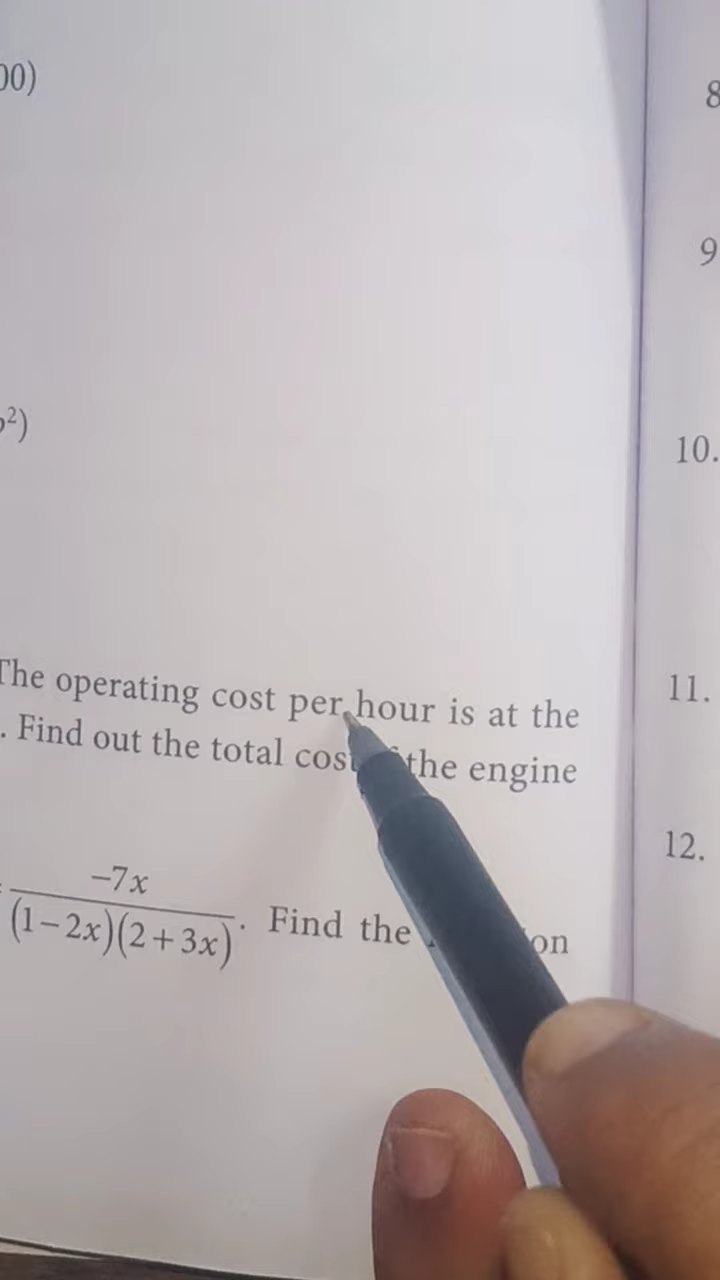 00)
²)
The operating cost per hour is at the
. Find out the total cost the engine
-7x
(1-2x)(2+3x) . Find the on
8
9
10.
11.
12.